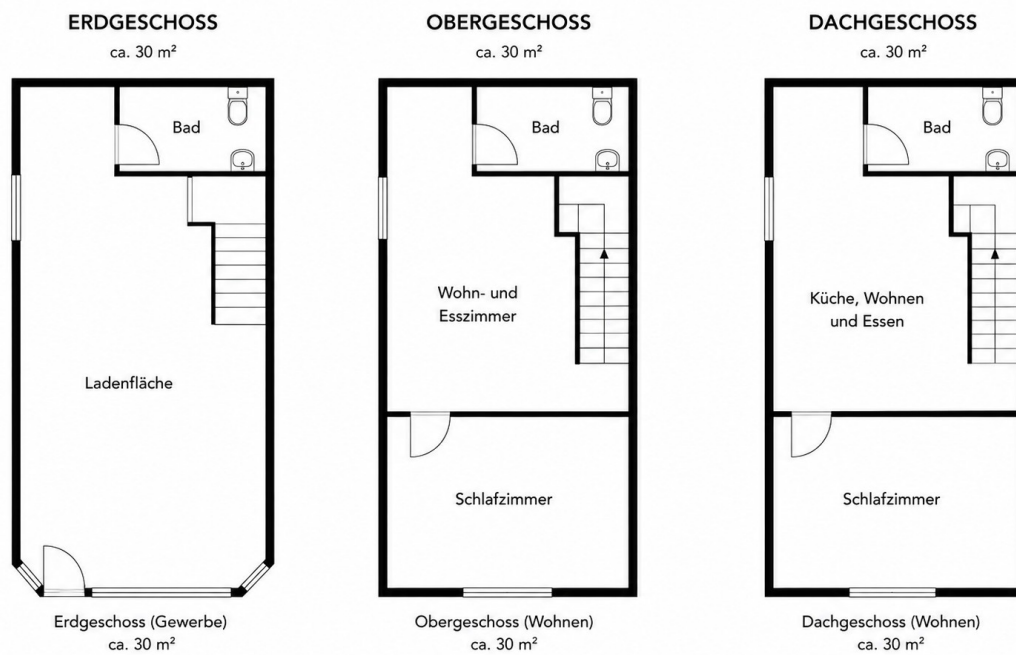 ERDGESCHOSS
ca. 30 m²
Bad
Ladenfläche
Erdgeschoss (Gewerbe)
ca. 30 m²
OBERGESCHOSS
ca. 30 m²
Bad
Wohn- und
Esszimmer
Schlafzimmer
Obergeschoss (Wohnen)
ca. 30 m²
DACHGESCHOSS
ca. 30 m²
Bad
Küche, Wohnen
und Essen
Schlafzimmer
Dachgeschoss (Wohnen)
ca. 30 m²